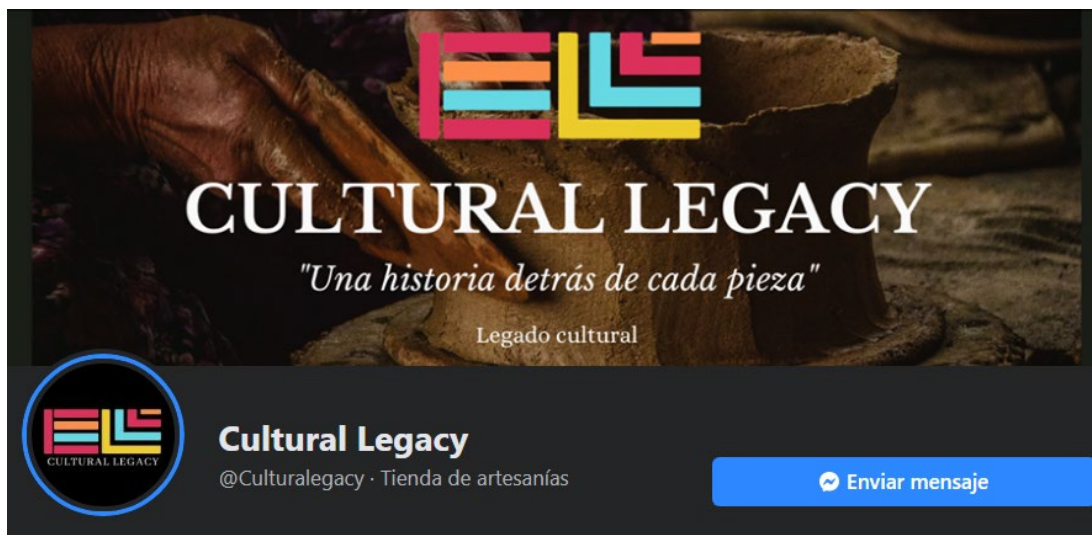 CULTURAL LEGACY
"Una historia detrás de cada pieza"
Legado cultural
CULTURAL LEGACY
Cultural Legacy
@Culturalegacy · Tienda de artesanías
Enviar mensaje